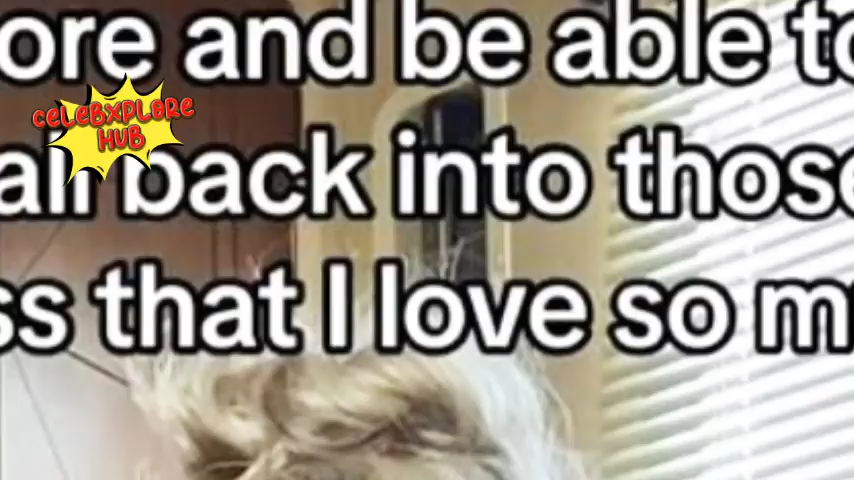 ore and be able to
CELEBXPLORE
HUB
all back into those
ss that I love so m